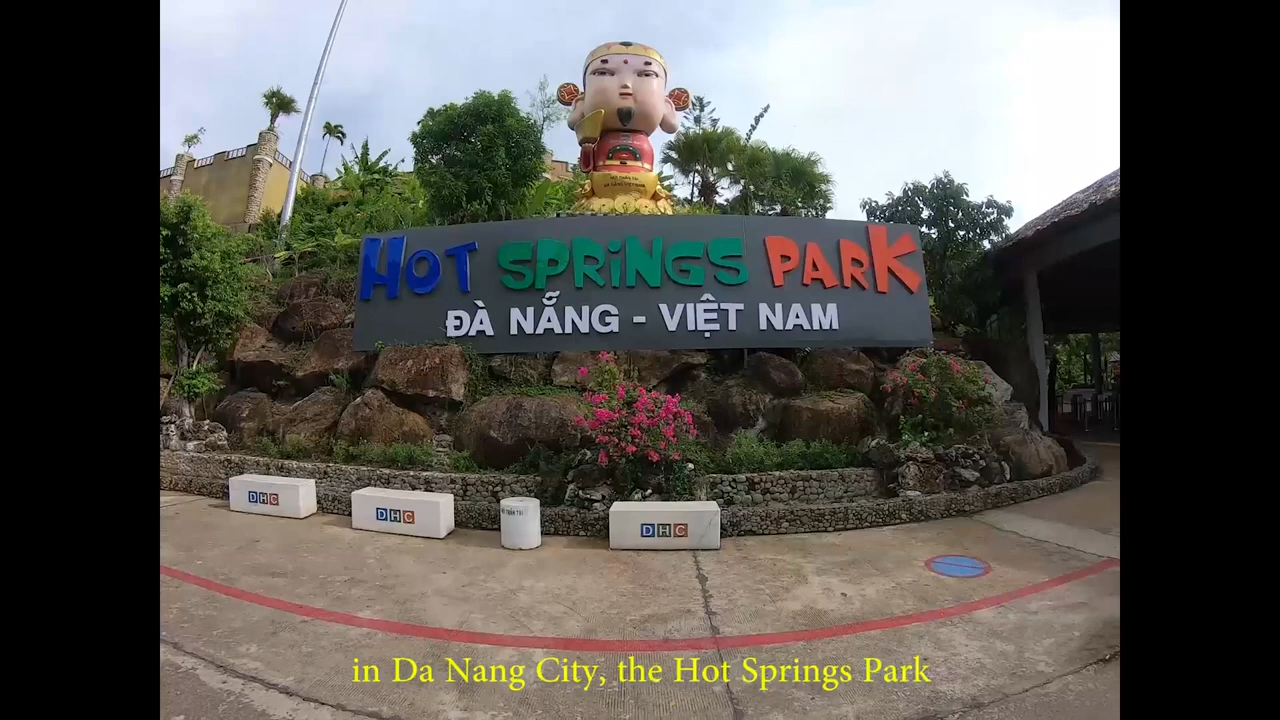 HOT SPRiNGS PARK
ĐÀ NẴNG - VIỆT NAM
DHC
DHC
DHC
in Da Nang City, the Hot Springs Park